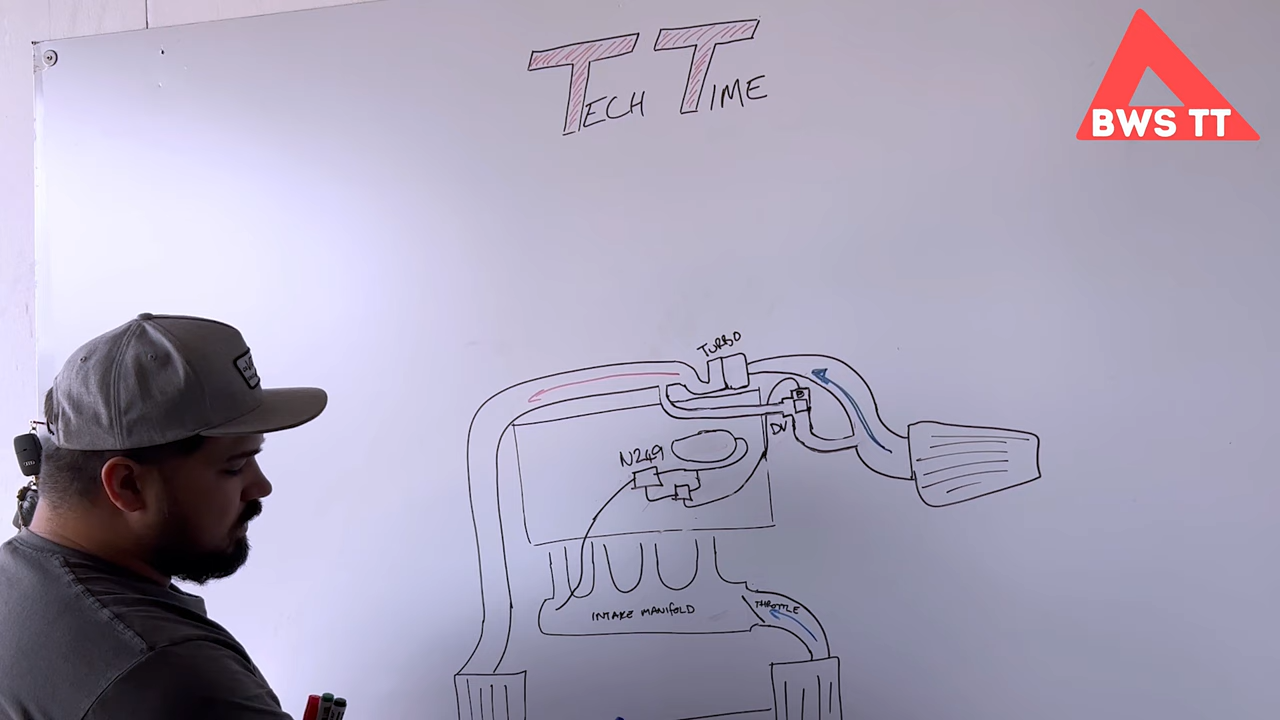 TECH TIME
BWS TT
TURBO
DV
N249
INTAKE MANIFOLD
THROTTLE